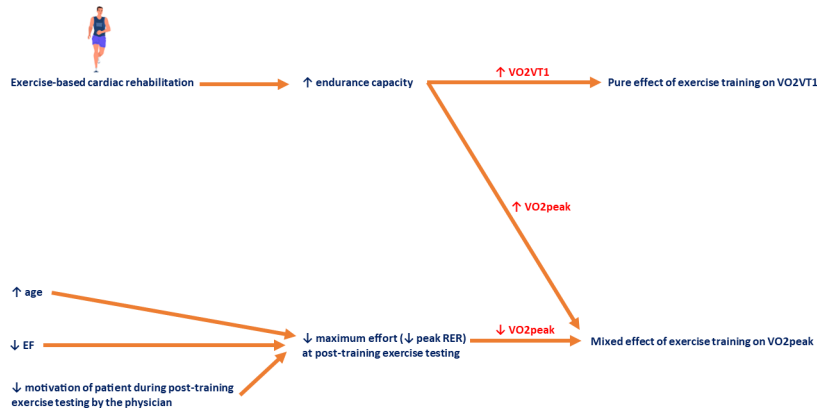 ↑ VO2VT1
Exercise-based cardiac rehabilitation
↑ endurance capacity
Pure effect of exercise training on VO2VT1
↑ VO2peak
↑ age
↓ VO2peak
↓ EF
↓ maximum effort (↓ peak RER)
at post-training exercise testing
Mixed effect of exercise training on VO2peak
↓ motivation of patient during post-training
exercise testing by the physician